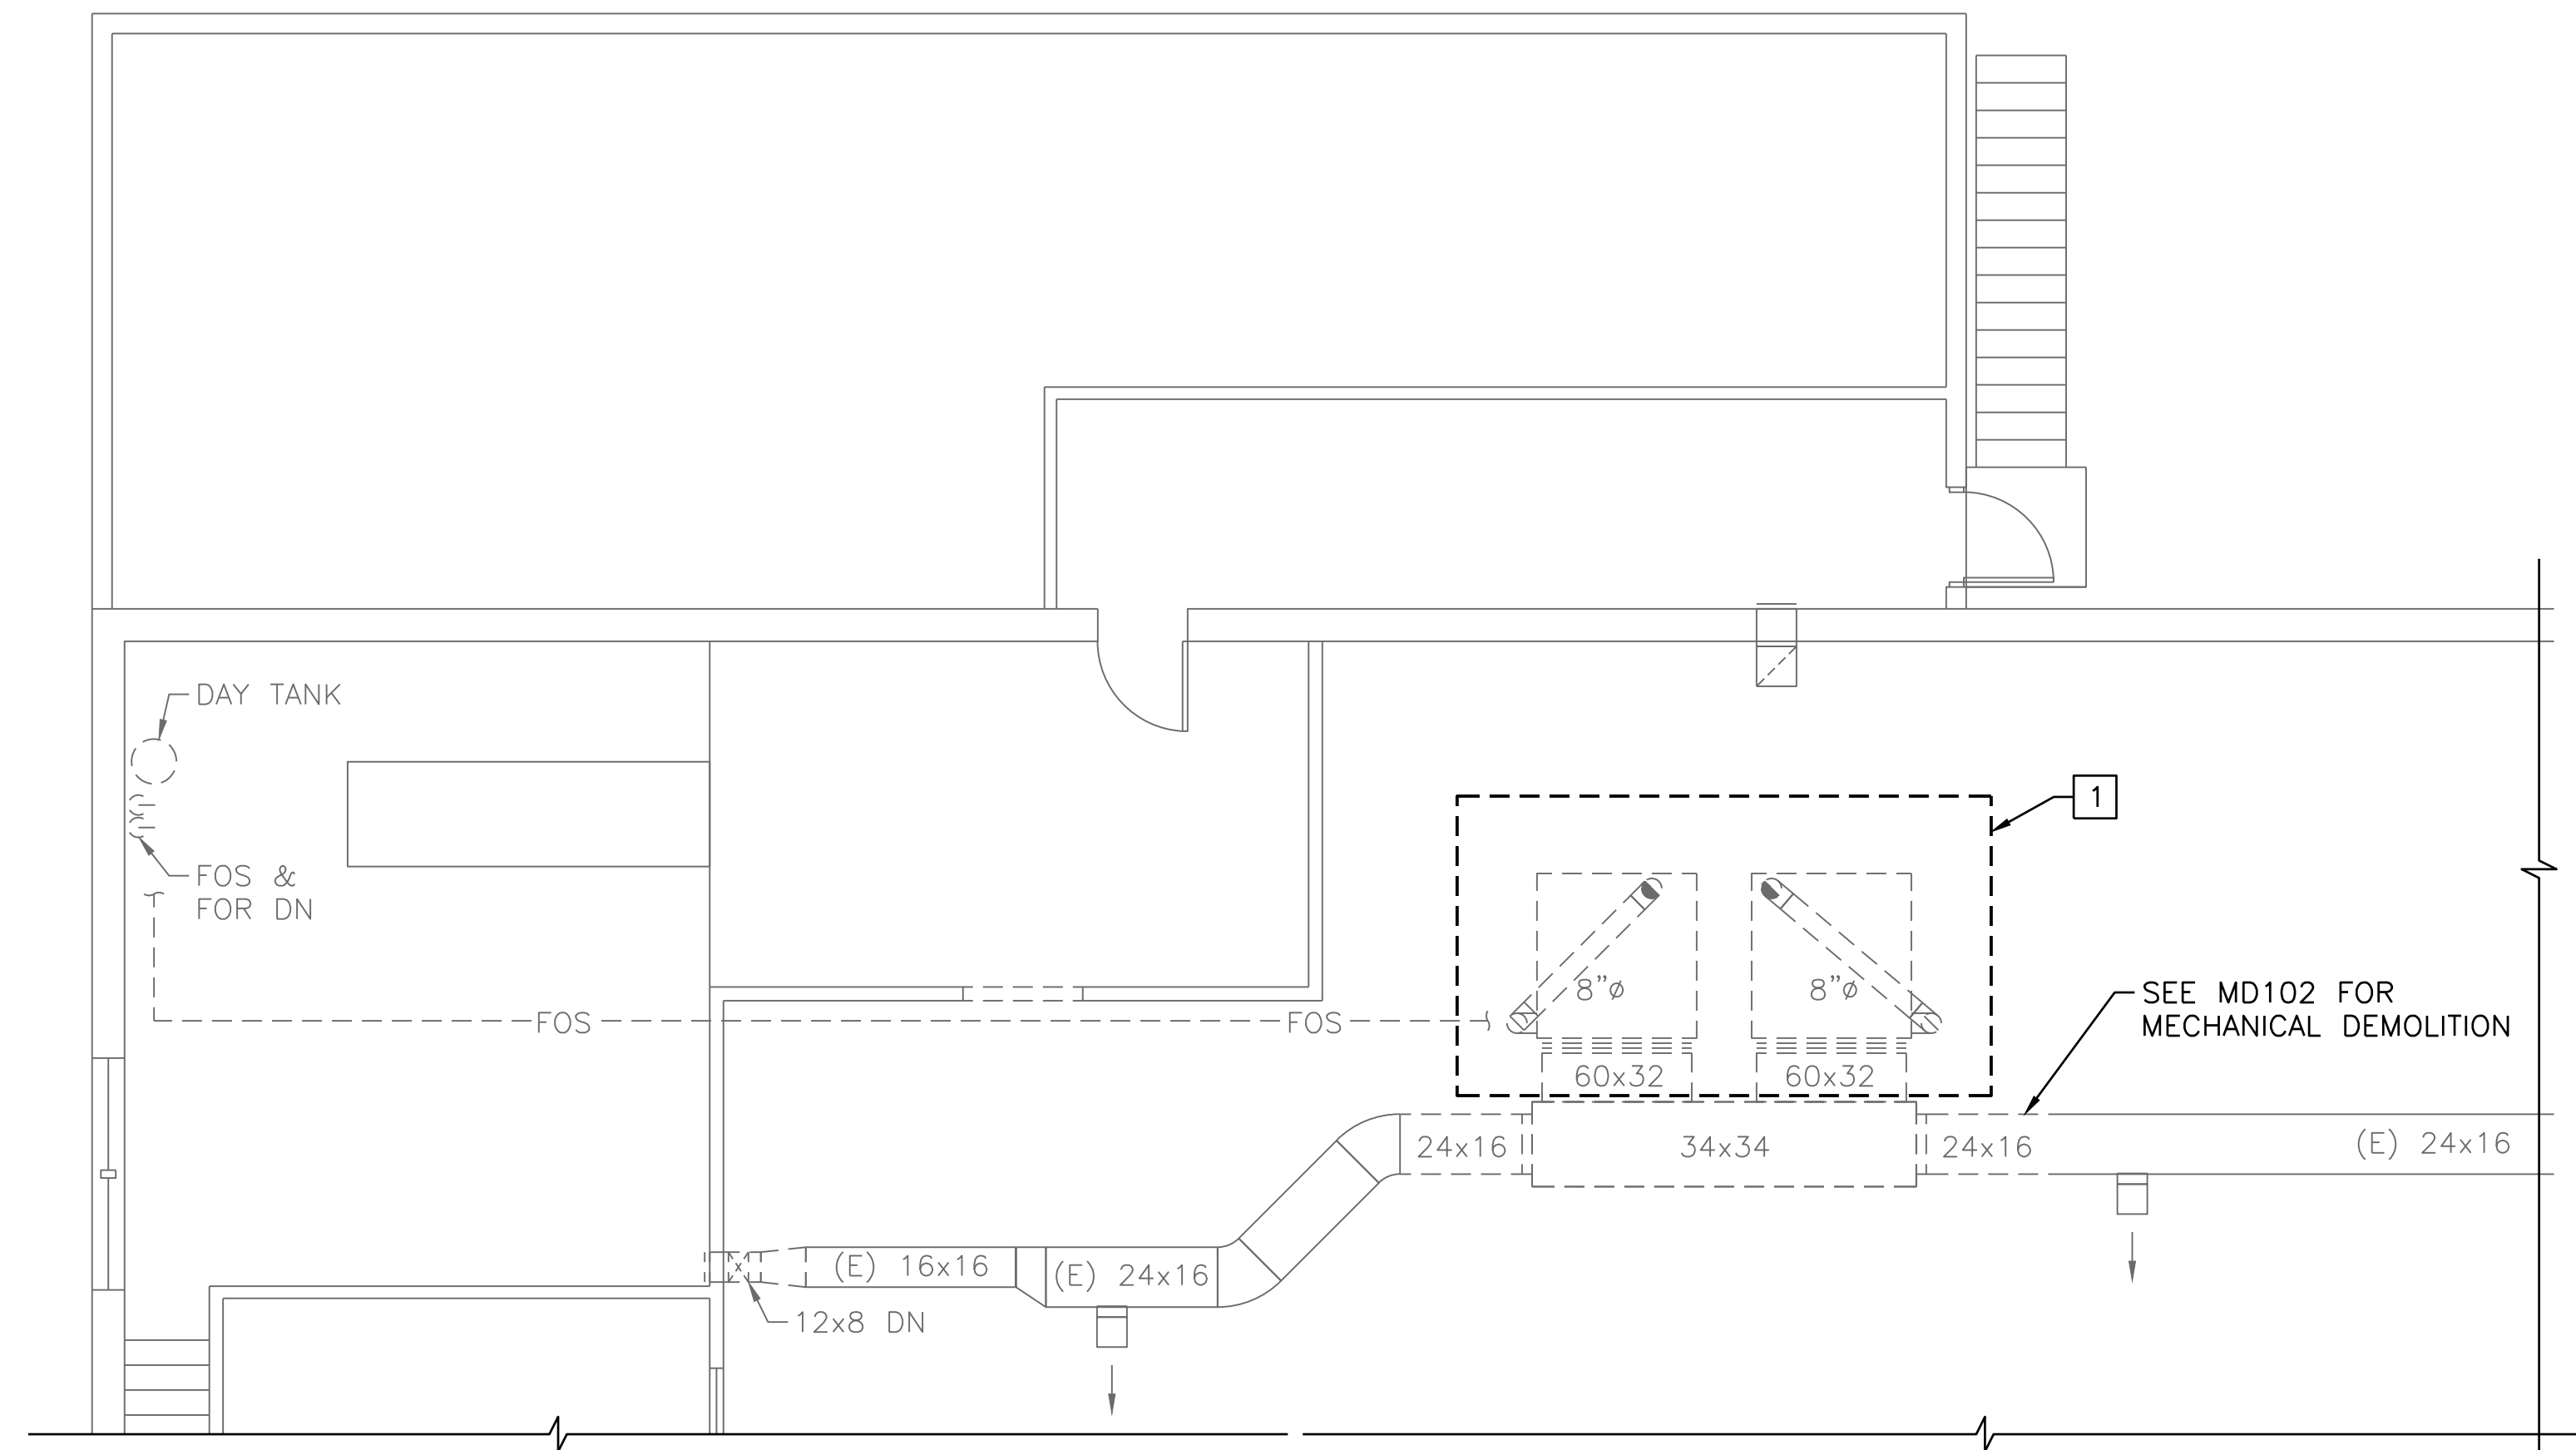 DAY TANK
1
FOS &
FOR DN
8"ø
8"ø
SEE MD102 FOR
MECHANICAL DEMOLITION
FOS
FOS
60x32
60x32
24x16
34x34
24x16
(E) 24x16
(E) 16x16
(E) 24x16
12x8 DN